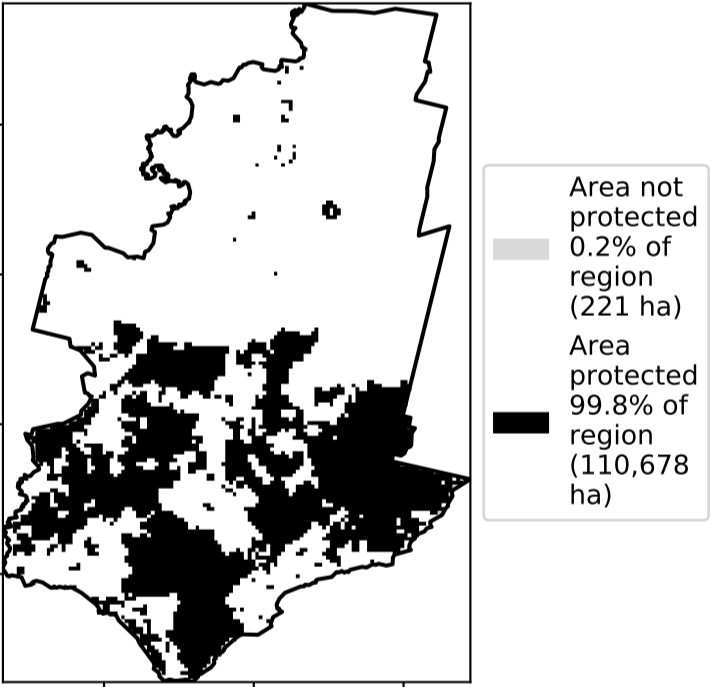 Area not
protected
0.2% of
region
(221 ha)
Area
protected
99.8% of
region
(110,678
ha)